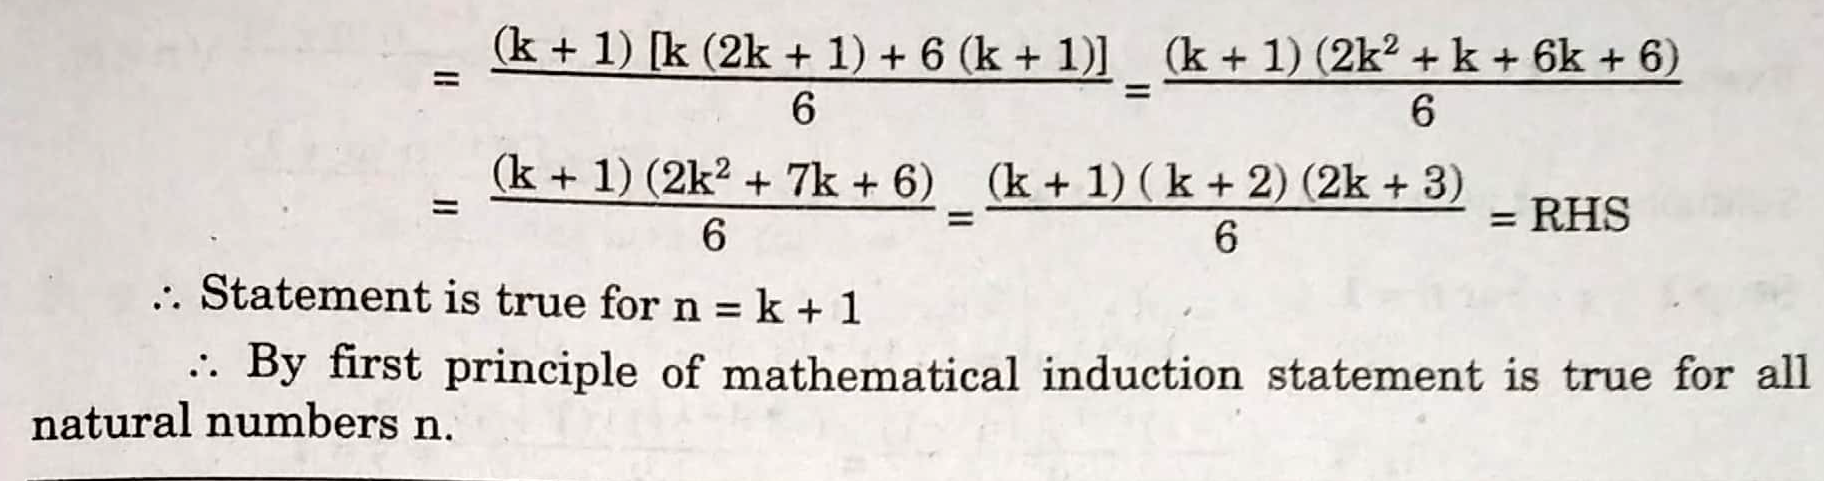 = (k + 1) [k (2k + 1) + 6 (k + 1)] / 6 = (k + 1) (2k² + k + 6k + 6) / 6
= (k + 1) (2k² + 7k + 6) / 6 = (k + 1) ( k + 2) (2k + 3) / 6 = RHS
∴ Statement is true for n = k + 1
∴ By first principle of mathematical induction statement is true for all
natural numbers n.